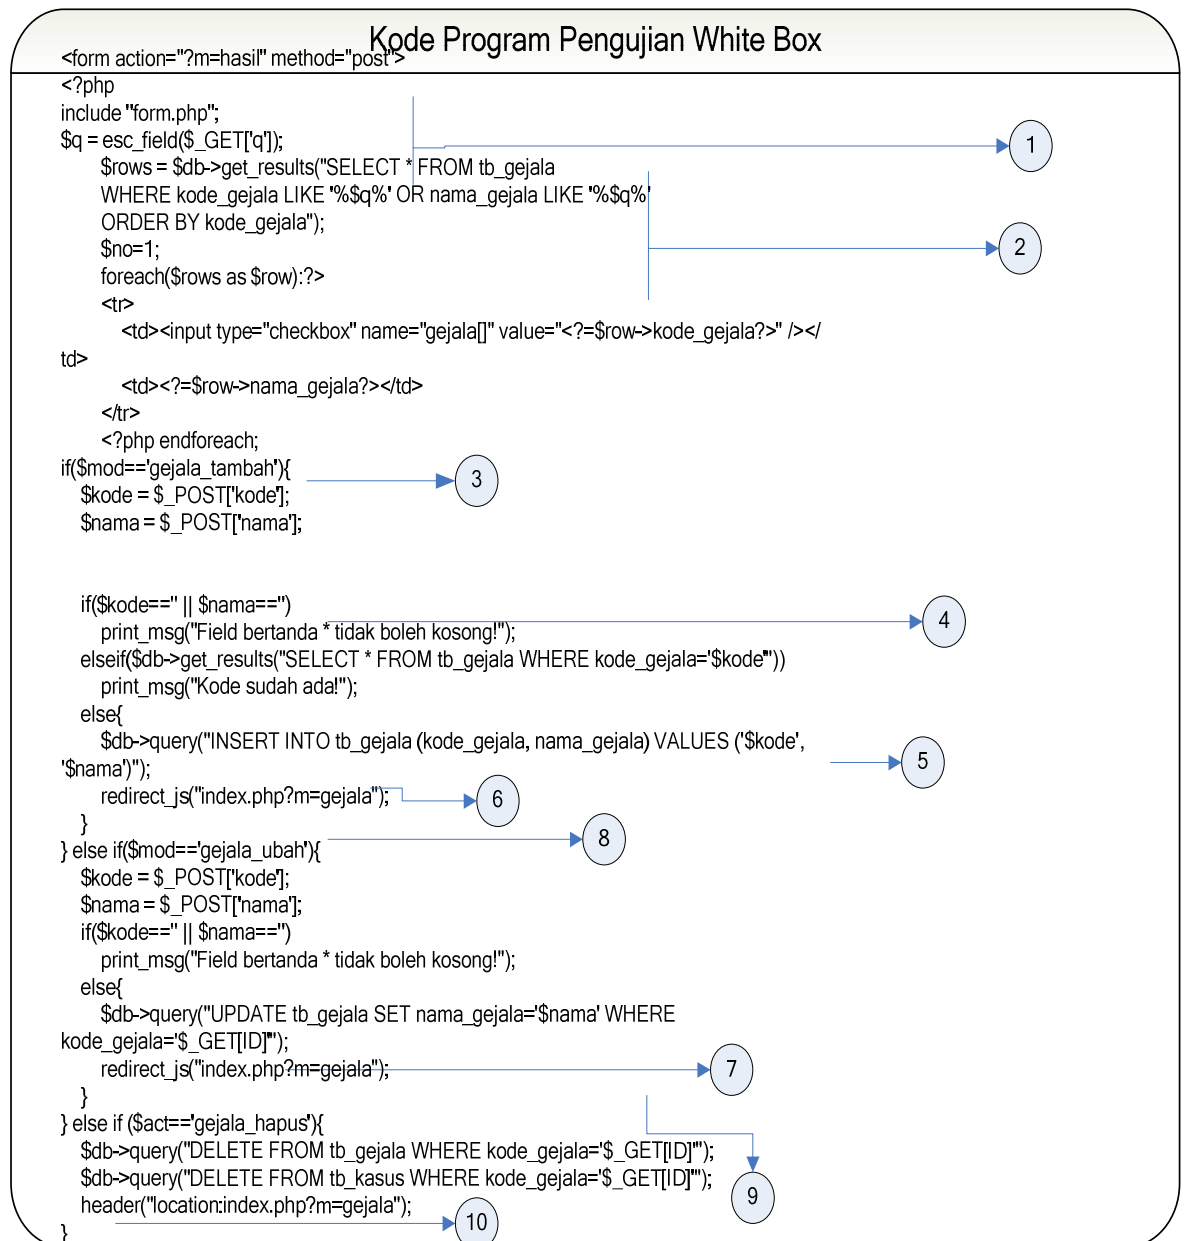 Kode Program Pengujian White Box
<form action="?m=hasil" method="post">
<?php
include "form.php";
$q = esc_field($_GET['q']);
1
$rows = $db->get_results("SELECT * FROM tb_gejala
WHERE kode_gejala LIKE '%$q%' OR nama_gejala LIKE '%$q%'
ORDER BY kode_gejala");
$no=1;
2
foreach($rows as $row):?>
<tr>
<td><input type="checkbox" name="gejala[]" value="<?=$row->kode_gejala?>" /></
td>
<td><?=$row->nama_gejala?></td>
</tr>
<?php endforeach;
if($mod=='gejala_tambah'){
3
$kode = $_POST['kode'];
$nama = $_POST['nama'];
if($kode=='' || $nama=='')
4
print_msg("Field bertanda * tidak boleh kosong!");
elseif($db->get_results("SELECT * FROM tb_gejala WHERE kode_gejala='$kode'"))
print_msg("Kode sudah ada!");
else{
$db->query("INSERT INTO tb_gejala (kode_gejala, nama_gejala) VALUES ('$kode',
5
'$nama')");
redirect_js("index.php?m=gejala");
6
}
8
} else if($mod=='gejala_ubah'){
$kode = $_POST['kode'];
$nama = $_POST['nama'];
if($kode=='' || $nama=='')
print_msg("Field bertanda * tidak boleh kosong!");
else{
$db->query("UPDATE tb_gejala SET nama_gejala='$nama' WHERE
kode_gejala='$_GET[ID]'");
redirect_js("index.php?m=gejala");
7
}
} else if ($act=='gejala_hapus'){
$db->query("DELETE FROM tb_gejala WHERE kode_gejala='$_GET[ID]'");
$db->query("DELETE FROM tb_kasus WHERE kode_gejala='$_GET[ID]'");
9
header("location:index.php?m=gejala");
10
}